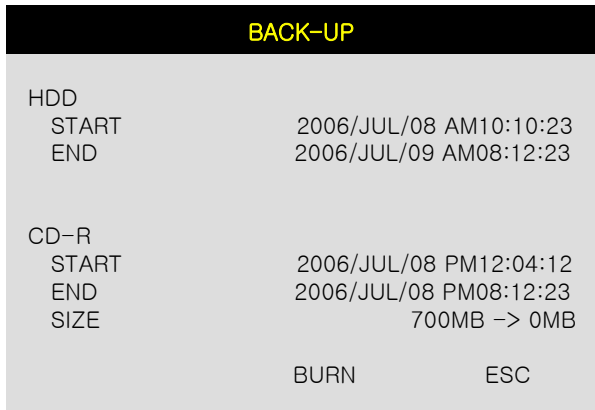 BACK-UP
HDD
START 2006/JUL/08 AM10:10:23
END 2006/JUL/09 AM08:12:23
CD-R
START 2006/JUL/08 PM12:04:12
END 2006/JUL/08 PM08:12:23
SIZE 700MB -> 0MB
BURN ESC